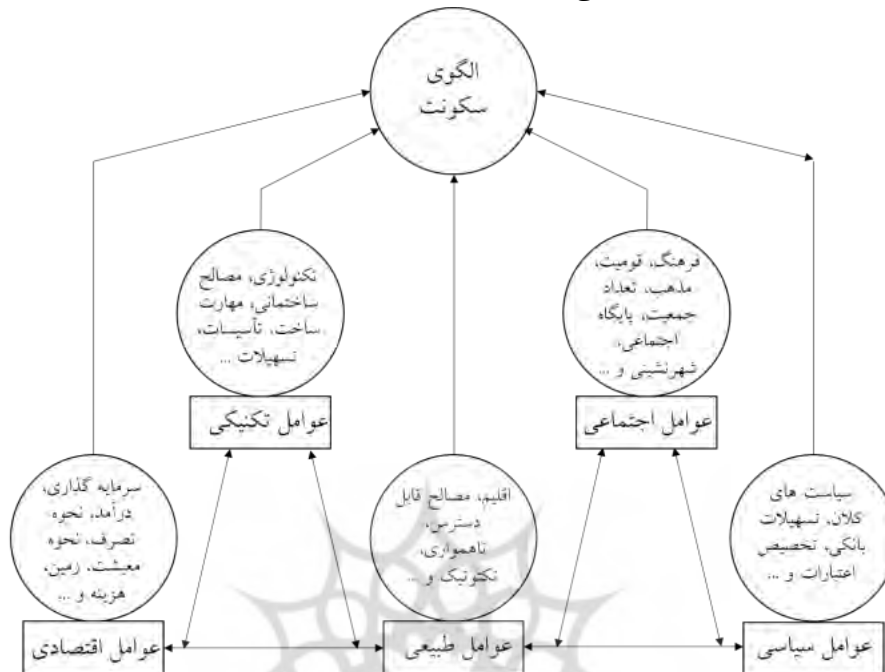 الگوی
سکونت
تکنولوژی، مصالح
ساختمانی، مهارت
ساخت، تأسیسات،
تسهیلات ...
عوامل تکنیکی
فرهنگ، قومیت،
مذهب، تعداد
جمعیت، پایگاه
اجتماعی،
شهرنشینی و ...
عوامل اجتماعی
سرمایه گذاری،
درآمد، نحوه
تصرف، نحوه
معیشت، زمین،
هزینه و ...
عوامل اقتصادی
اقلیم، مصالح قابل
دسترس،
ناهمواری،
تکتونیک و ...
عوامل طبیعی
سیاست های
کلان، تسهیلات
بانکی، تخصیص
اعتبارات و ...
عوامل سیاسی